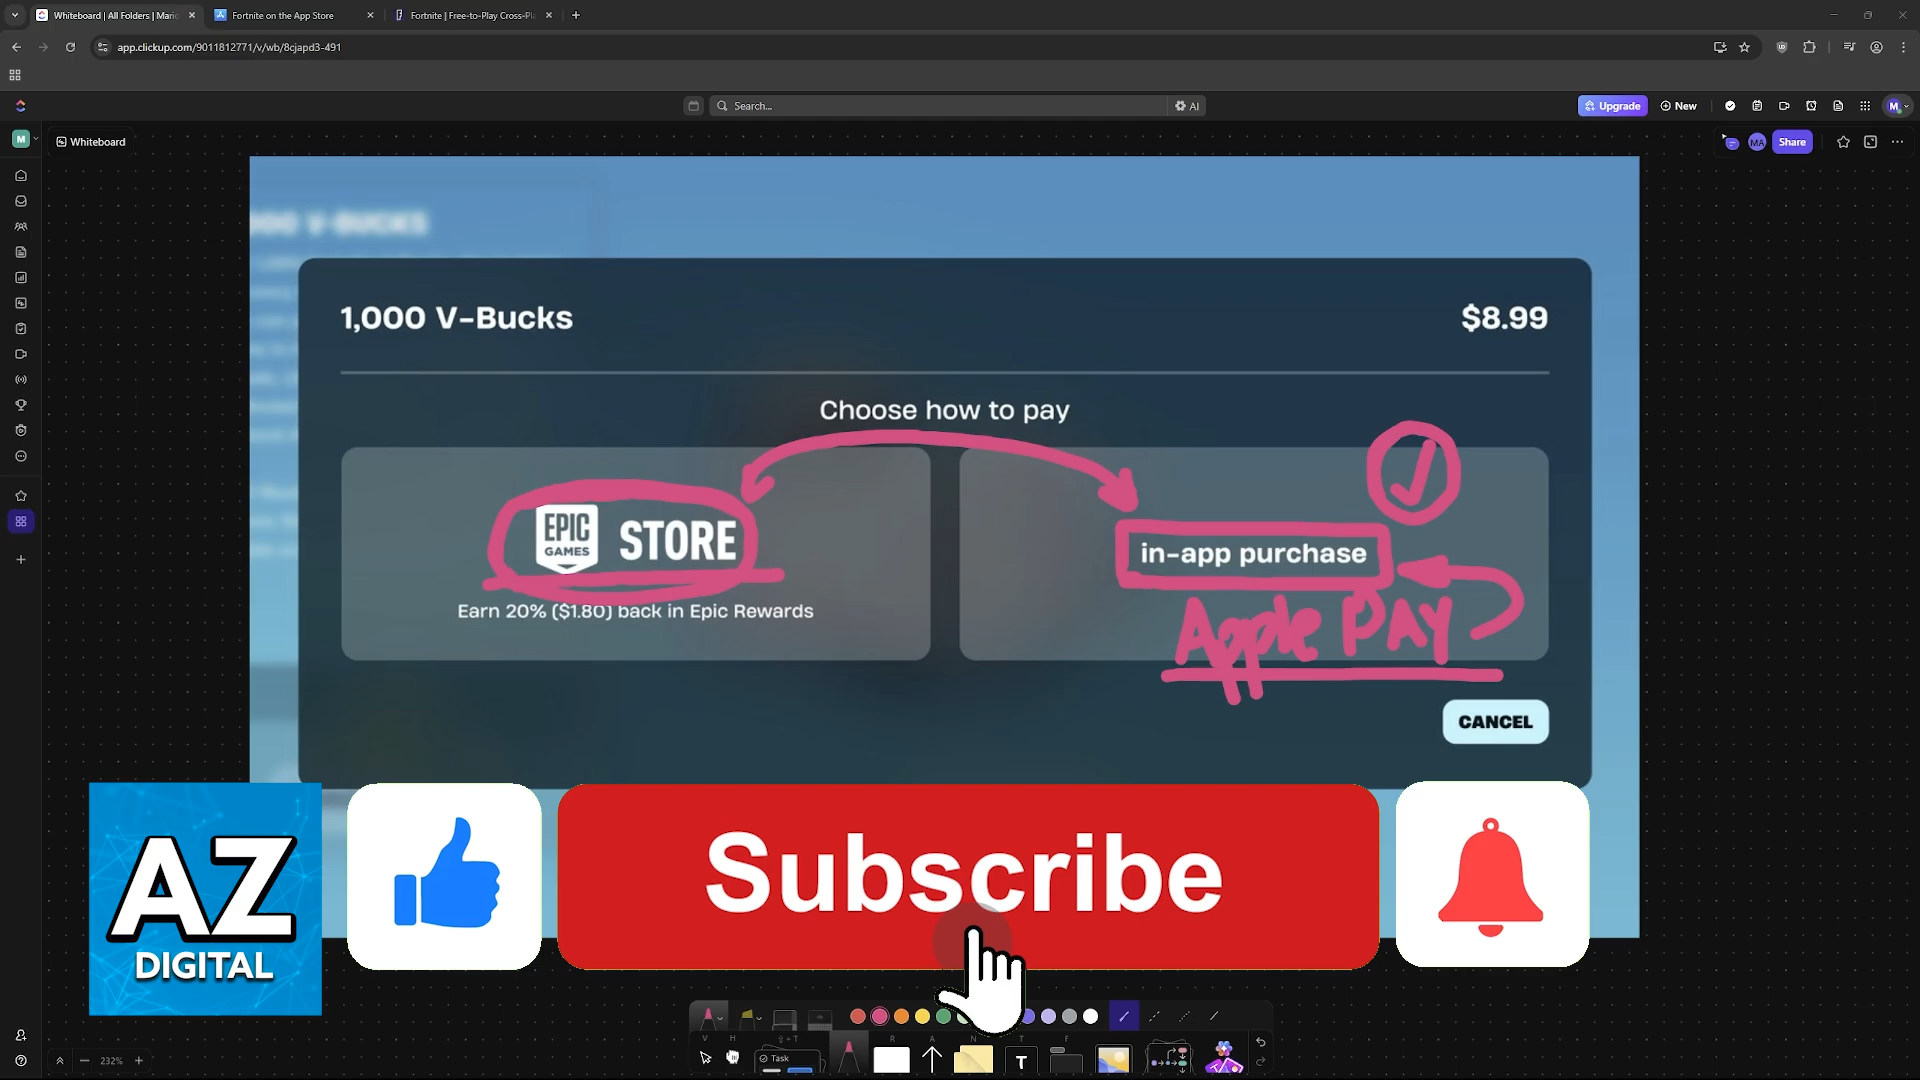 Whiteboard | All Folders | Mari
Fortnite on the App Store
Fortnite | Free-to-Play Cross-Pl
app.clickup.com/9011812771/v/wb/8cjapd3-491
Search...
AI
Upgrade
New
M
M
Whiteboard
MA
Share
000 V-BUCKS
1,000 V-Bucks
$8.99
Choose how to pay
EPIC
GAMES
STORE
in-app purchase
Earn 20% ($1.80) back in Epic Rewards
Apple PAY
CANCEL
AZ
DIGITAL
Subscribe
V
H
⇧+T
R
A
N
T
F
Task
T
232%